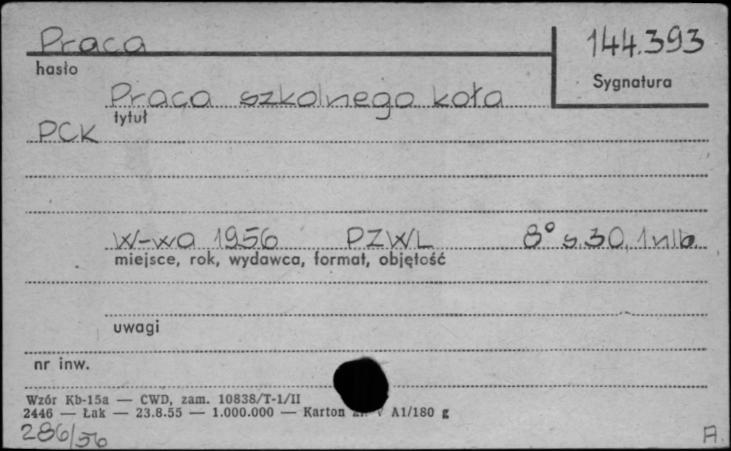 Praca
144.393
hasło
Sygnatura
Praca szkolnego koła
tytuł
PCK
W-wa 1956 PZWL 8° s. 30, 1 nlb.
miejsce, rok, wydawca, format, objętość
uwagi
nr inw.
Wzór Kb-15a — CWD, zam. 10838/T-1/II
2446 — Łak — 23.8.55 — 1.000.000 — Karton V A1/180 g
286/56
A.